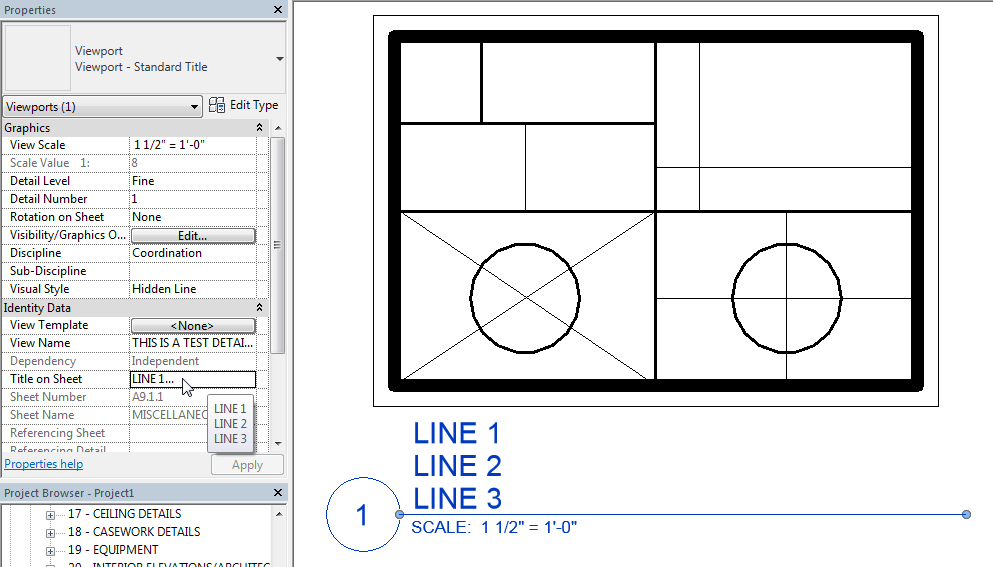 Properties
Viewport
Viewport - Standard Title
Viewports (1)
Edit Type
Graphics
View Scale 1 1/2" = 1'-0"
Scale Value 1: 8
Detail Level Fine
Detail Number 1
Rotation on Sheet None
Visibility/Graphics O... Edit...
Discipline Coordination
Sub-Discipline
Visual Style Hidden Line
Identity Data
View Template <None>
View Name THIS IS A TEST DETAI...
Dependency Independent
Title on Sheet LINE 1...
Sheet Number A9.1.1
Sheet Name MISCELLANEO
Referencing Sheet
Referencing Detail
LINE 1
LINE 2
LINE 3
Properties help
Apply
Project Browser - Project1
17 - CEILING DETAILS
18 - CASEWORK DETAILS
19 - EQUIPMENT
20 - INTERIOR ELEVATIONS/ARCHITEC
LINE 1
LINE 2
LINE 3
1
SCALE: 1 1/2" = 1'-0"